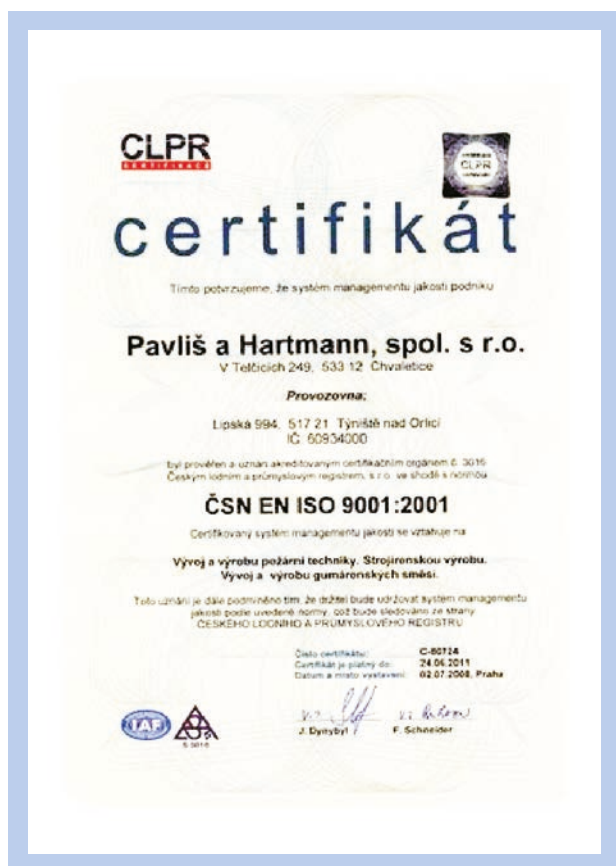 CLPR
CERTIFIKACE
CLPR
certifikát
Tímto potvrzujeme, že systém managementu jakosti podniku
Pavliš a Hartmann, spol. s r.o.
V Telčicích 249, 533 12 Chvaletice
Provozovna:
Lipská 994, 517 21 Týniště nad Orlicí
IČ: 60934000
byl prověřen a uznán akreditovaným certifikačním orgánem č. 3016
Českým lodním a průmyslovým registrem, s.r.o. ve shodě s normou
ČSN EN ISO 9001:2001
Certifikovaný systém managementu jakosti se vztahuje na
Vývoj a výrobu požární techniky. Strojírenskou výrobu.
Vývoj a výrobu gumárenských směsí.
Toto uznání je dále podmíněno tím, že držitel bude udržovat systém managementu
jakosti podle uvedené normy, což bude sledováno ze strany
ČESKÉHO LODNÍHO A PRŮMYSLOVÉHO REGISTRU
Číslo certifikátu: C-80724
Certifikát je platný do: 24.06.2011
Datum a místo vystavení: 02.07.2008, Praha
J. Dynybyl F. Schneider
IAF
S 3016